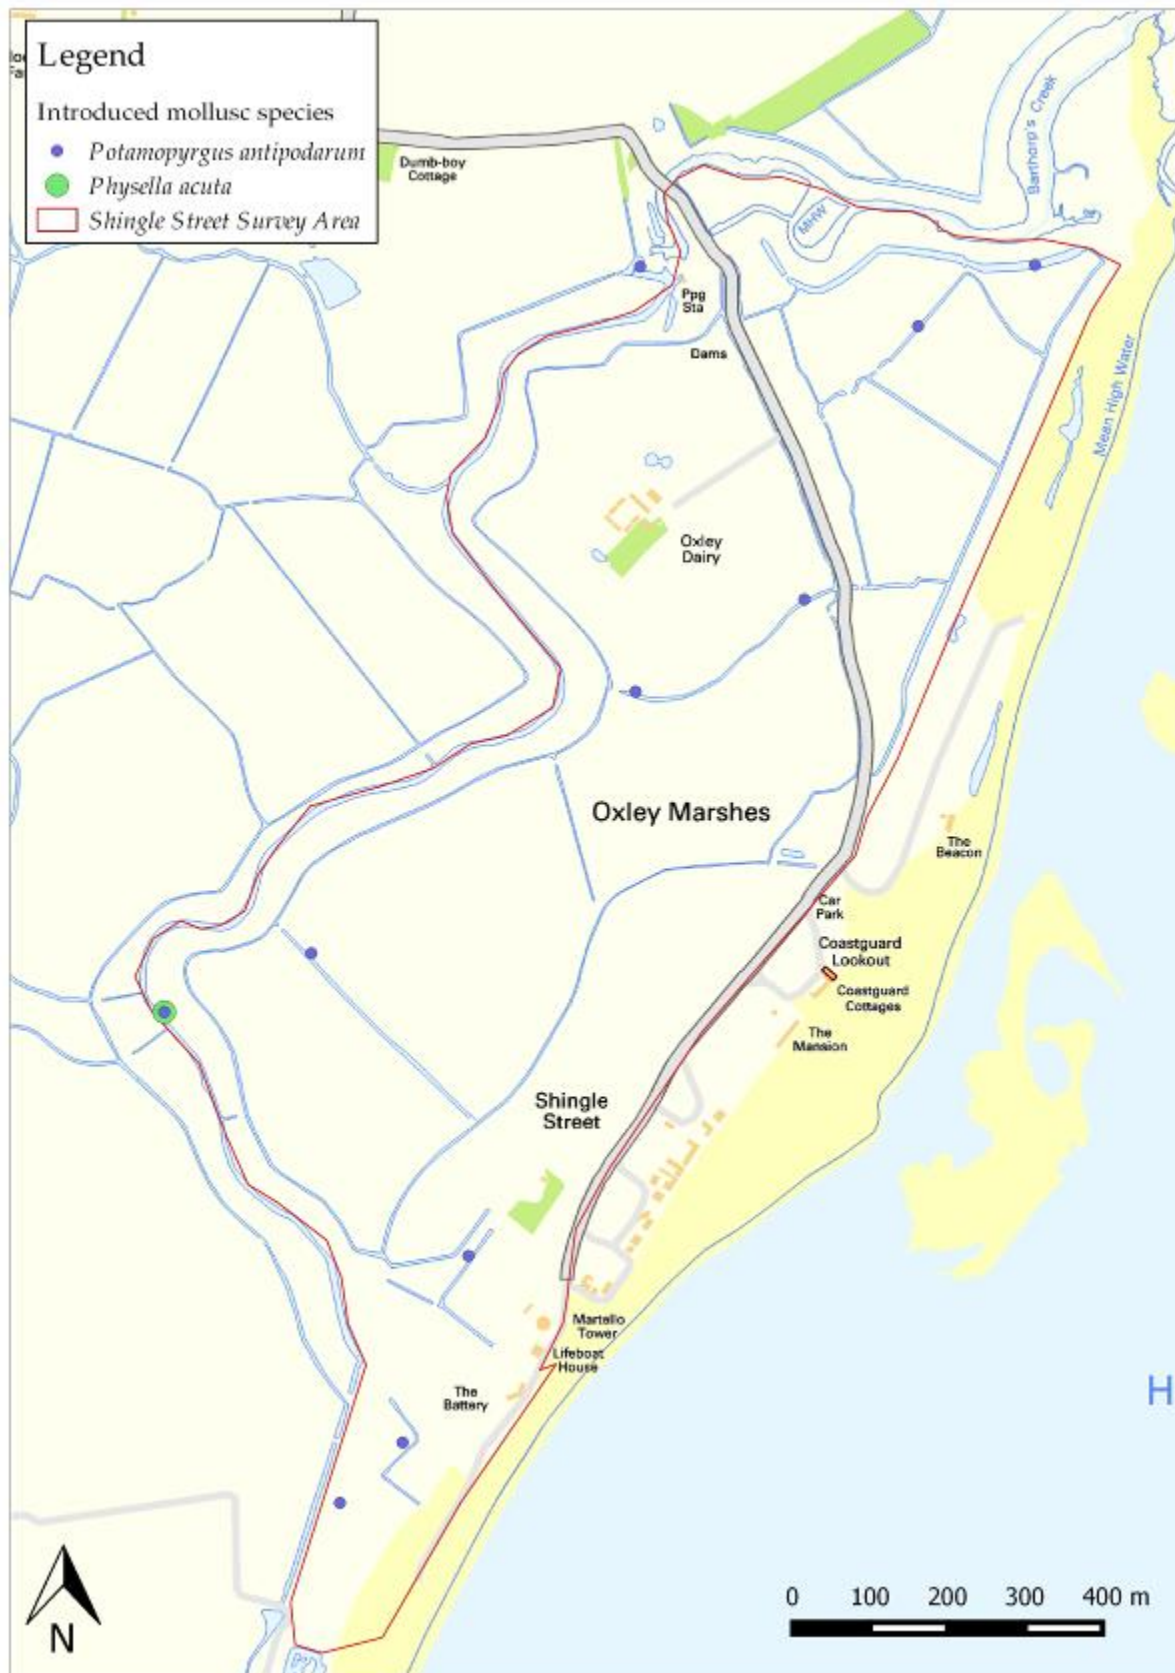 Legend
Introduced mollusc species
Potamopyrgus antipodarum
Physella acuta
Shingle Street Survey Area
Dumb-boy
Cottage
Barthorp's Creek
MHW
Ppg
Sta
Dams
Mean High Water
Oxley
Dairy
Oxley Marshes
The
Beacon
Car
Park
Coastguard
Lookout
Coastguard
Cottages
The
Mansion
Shingle
Street
Martello
Tower
Lifeboat
House
The
Battery
H
N
0 100 200 300 400 m